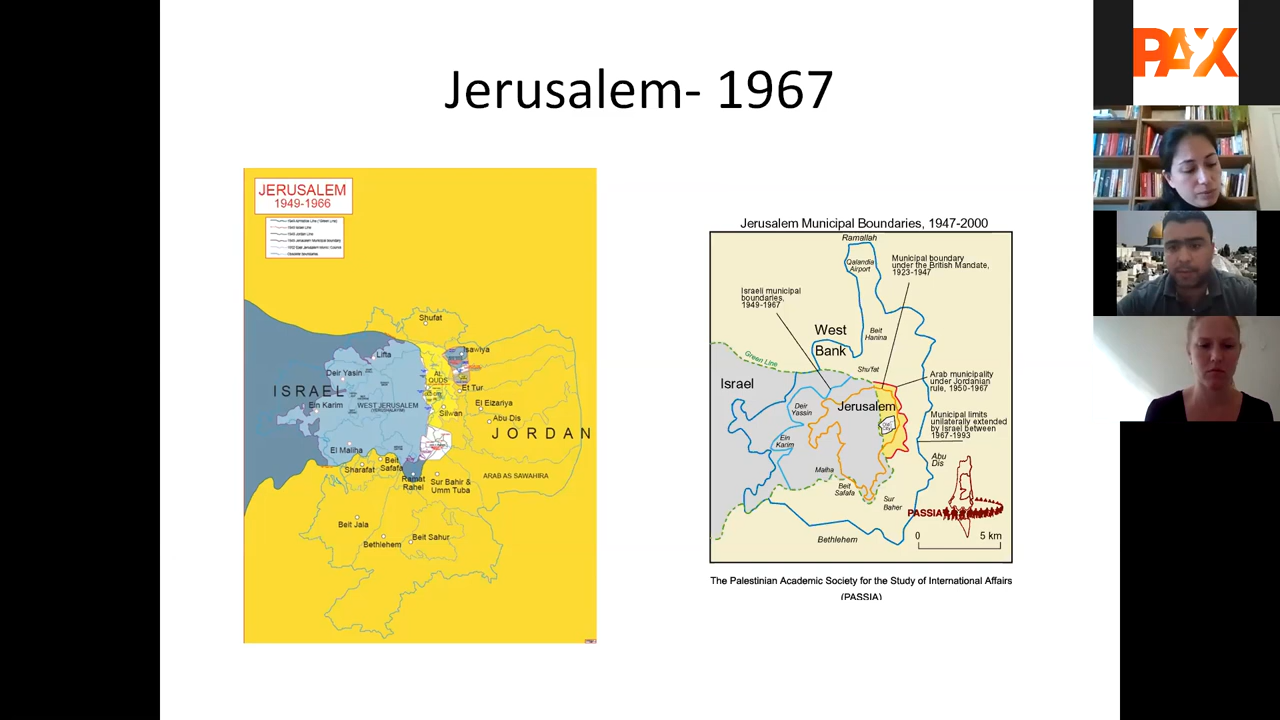 Jerusalem- 1967
JERUSALEM
1949-1966
Shufat
Lifta
Isawiya
Deir Yasin
AL
QUDS
ISRAEL
Et Tur
Ein Karim
WEST JERUSALEM
El Eizariya
Silwan
Abu Dis
JORDAN
El Maliha
Sharafat
Beit
Safafa
Ramat
Rahel
Sur Bahir &
Umm Tuba
ARAB AS SAWAHIRA
Beit Jala
Bethlehem
Beit Sahur
Jerusalem Municipal Boundaries, 1947-2000
Ramallah
Qalandia
Airport
Municipal boundary
under the British Mandate,
1923-1947
Israeli municipal
boundaries,
1949-1967
West
Bank
Beit
Hanina
Green Line
Shu'fat
Israel
Arab municipality
under Jordanian
rule, 1950-1967
Deir
Yassin
Jerusalem
Municipal limits
unilaterally extended
by Israel between
1967-1993
Ein
Karim
Abu
Dis
Malha
Beit
Safafa
Sur
Baher
PASSIA
0 5 km
Bethlehem
The Palestinian Academic Society for the Study of International Affairs
(PASSIA)
PAX